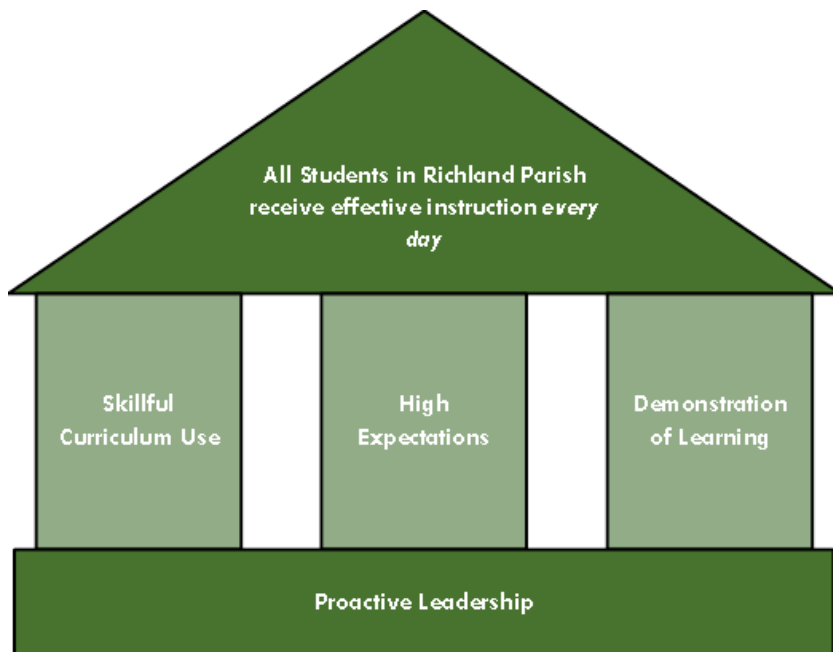 All Students in Richland Parish
receive effective instruction every
day
Skillful
Curriculum Use
High
Expectations
Demonstration
of Learning
Proactive Leadership